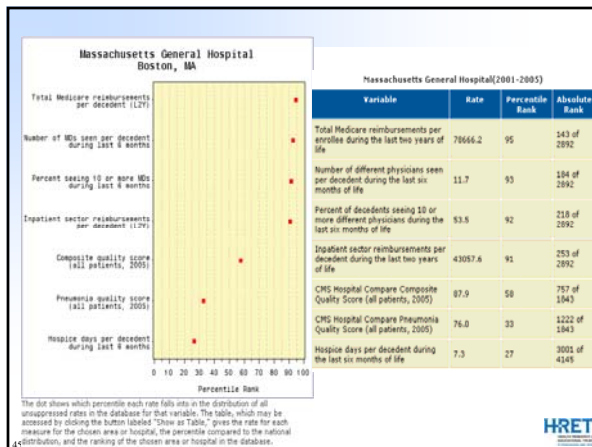 Massachusetts General Hospital
Boston, MA
Total Medicare reimbursements
per decedent (L2Y)
Number of MDs seen per decedent
during last 6 months
Percent seeing 10 or more MDs
during last 6 months
Inpatient sector reimbursements
per decedent (L2Y)
Composite quality score
(all patients, 2005)
Pneumonia quality score
(all patients, 2005)
Hospice days per decedent
during last 6 months
0 10 20 30 40 50 60 70 80 90 100
Percentile Rank
The dot shows which percentile each rate falls into in the distribution of all
unsuppressed rates in the database for that variable. The table, which may be
accessed by clicking the button labeled "Show as Table," gives the rate for each
measure for the chosen area or hospital, the percentile compared to the national
distribution, and the ranking of the chosen area or hospital in the database.
Massachusetts General Hospital(2001-2005)
Variable Rate Percentile Rank Absolute Rank
Total Medicare reimbursements per
enrollee during the last two years of
life
78666.2 95 143 of 2892
Number of different physicians seen
per decedent during the last six
months of life
11.7 93 184 of 2892
Percent of decedents seeing 10 or
more different physicians during the
last six months of life
53.5 92 218 of 2892
Inpatient sector reimbursements per
decedent during the last two years
of life
43057.6 91 253 of 2892
CMS Hospital Compare Composite
Quality Score (all patients, 2005)
87.9 58 757 of 1843
CMS Hospital Compare Pneumonia
Quality Score (all patients, 2005)
76.0 33 1222 of 1843
Hospice days per decedent during
the last six months of life
7.3 27 3001 of 4145
HRET